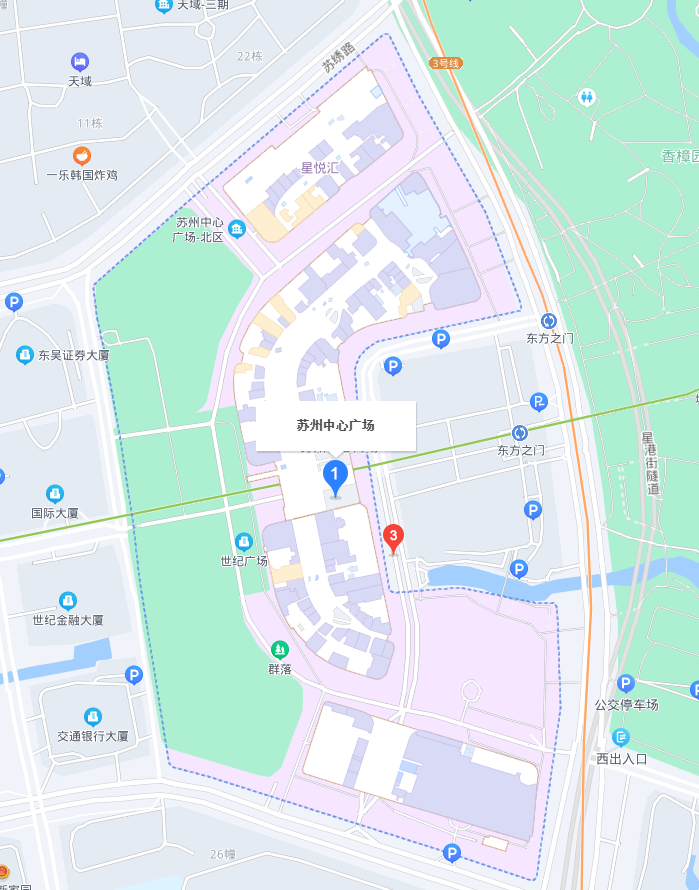 天域-三期
苏绣路
22栋
3号线
天域
11栋
一乐韩国炸鸡
香樟园
星悦汇
苏州中心
广场-北区
P
P
东方之门
东吴证券大厦
P
P
P
苏州中心广场
东方之门
星港街隧道
1
国际大厦
P
3
世纪广场
P
世纪金融大厦
群落
P
P
P
公交停车场
交通银行大厦
西出入口
P
26幢